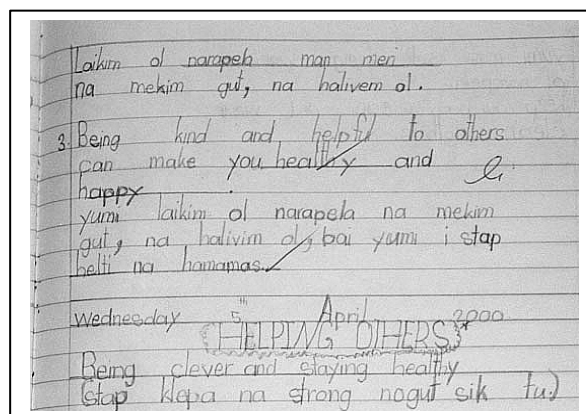 Laikim ol narapela man meri
na mekim gut, na halivem ol.
3. Being kind and helpful to others
can make you healthy and
happy.
yumi laikim ol narapela na mekim
gut, na halivim ol, bai yumi i stap
helti na hamamas.
Wednesday 5th April 2000
HELPING OTHERS
Being clever and staying healthy
(stap klepa na strong nogut sik tu.)